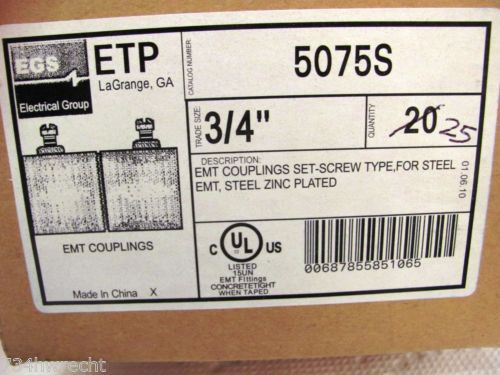 EGS
Electrical Group
ETP
LaGrange, GA
CATALOG NUMBER:
5075S
TRADE SIZE:
3/4"
QUANTITY
20 25
DESCRIPTION:
EMT COUPLINGS SET-SCREW TYPE,FOR STEEL
EMT, STEEL ZINC PLATED
01.06.10
EMT COUPLINGS
Made In China X
C UL US
LISTED
15UN
EMT Fittings
CONCRETETIGHT
WHEN TAPED
00687855851065